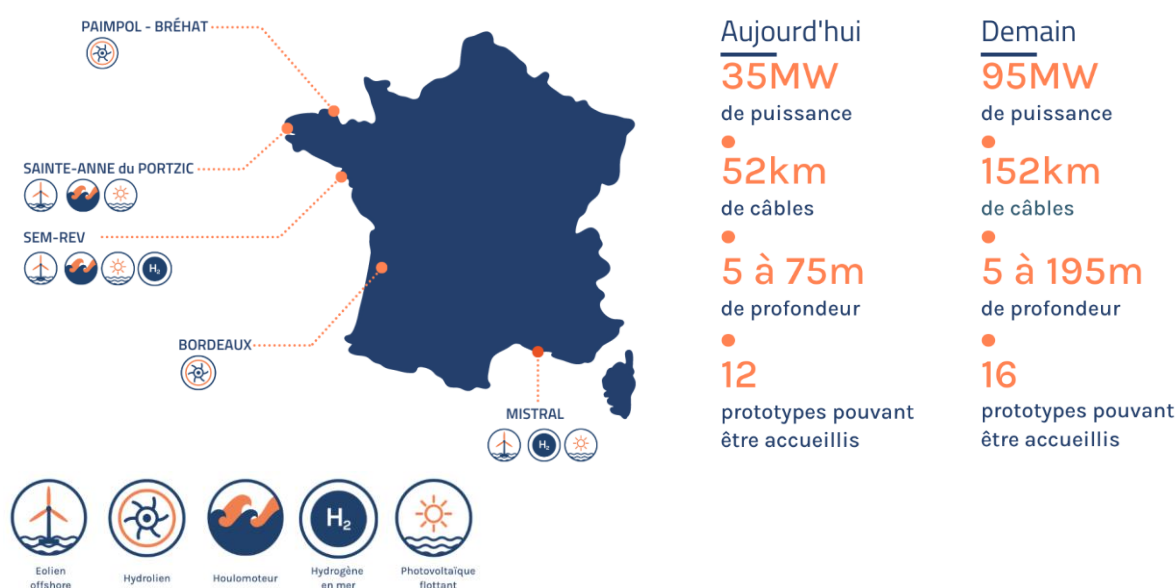 PAIMPOL - BRÉHAT
SAINTE-ANNE du PORTZIC
SEM-REV
H₂
BORDEAUX
MISTRAL
H₂
Aujourd'hui
35MW
de puissance
52km
de câbles
5 à 75m
de profondeur
12
prototypes pouvant
être accueillis
Demain
95MW
de puissance
152km
de câbles
5 à 195m
de profondeur
16
prototypes pouvant
être accueillis
H₂
Eolien
offshore
Hydrolien
Houlomoteur
Hydrogène
en mer
Photovoltaïque
flottant